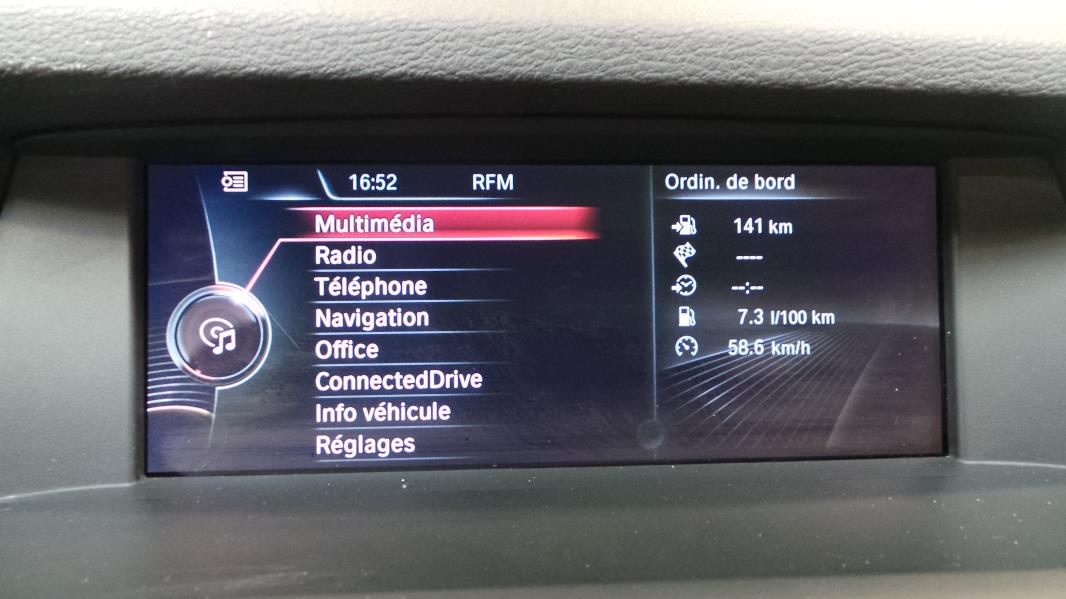 16:52 RFM
Multimédia
Radio
Téléphone
Navigation
Office
ConnectedDrive
Info véhicule
Réglages
Ordin. de bord
141 km
----
--:--
7.3 l/100 km
58.6 km/h